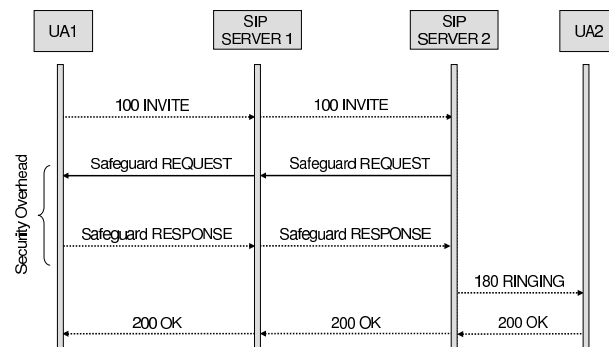 UA1
SIP
SERVER 1
SIP
SERVER 2
UA2
100 INVITE
100 INVITE
Safeguard REQUEST
Safeguard REQUEST
Security Overhead
Safeguard RESPONSE
Safeguard RESPONSE
180 RINGING
200 OK
200 OK
200 OK